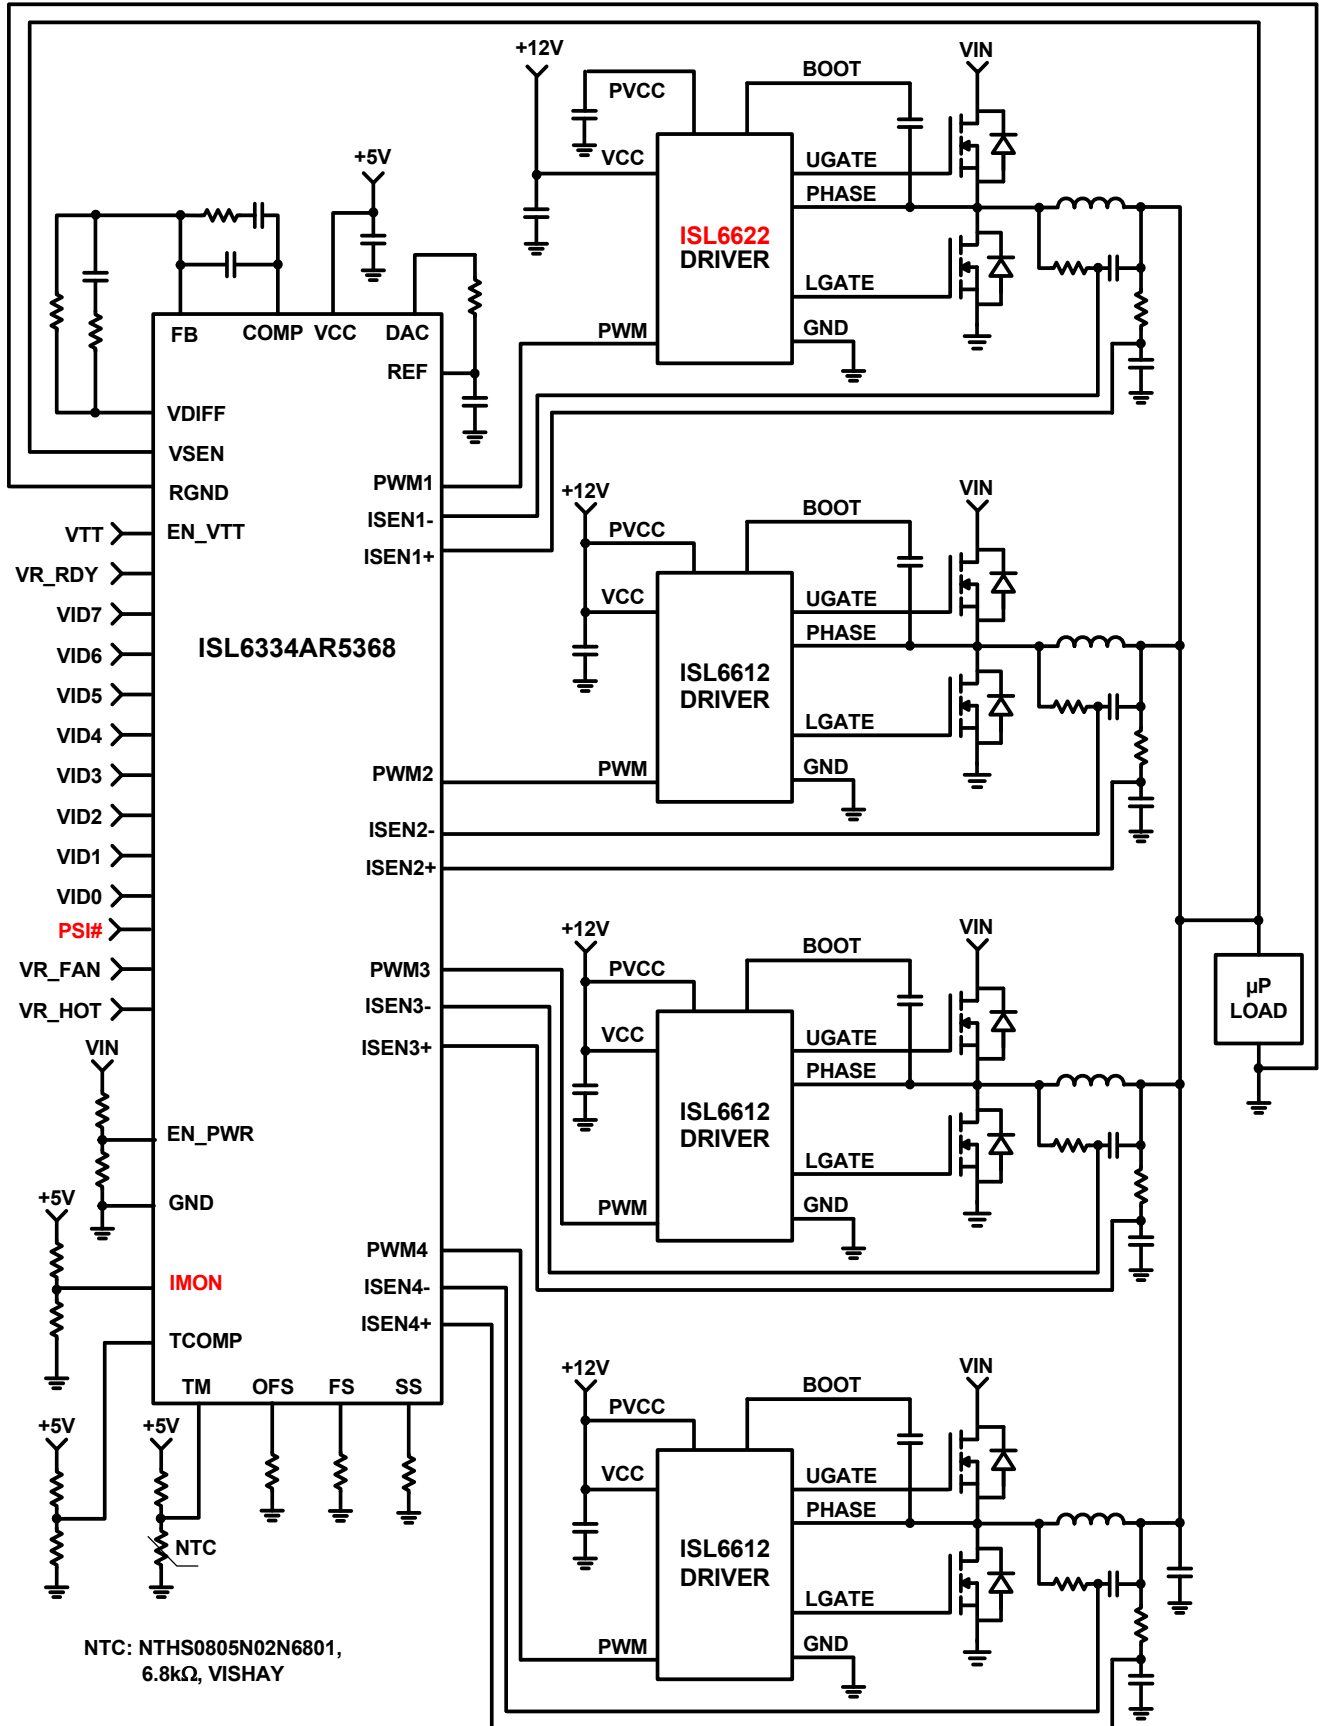 +12V
PVCC
BOOT
VIN
VCC
UGATE
PHASE
ISL6622
DRIVER
LGATE
PWM
GND
+5V
FB
COMP
VCC
DAC
REF
VDIFF
VSEN
RGND
VTT
EN_VTT
VR_RDY
VID7
VID6
VID5
VID4
VID3
VID2
VID1
VID0
PSI#
VR_FAN
VR_HOT
ISL6334AR5368
PWM1
ISEN1-
ISEN1+
PWM2
ISEN2-
ISEN2+
PWM3
ISEN3-
ISEN3+
PWM4
ISEN4-
ISEN4+
VIN
EN_PWR
GND
+5V
IMON
TCOMP
TM
OFS
FS
SS
+5V
+5V
NTC
NTC: NTHS0805N02N6801,
6.8kΩ, VISHAY
+12V
PVCC
BOOT
VIN
VCC
UGATE
PHASE
ISL6612
DRIVER
LGATE
PWM
GND
+12V
PVCC
BOOT
VIN
VCC
UGATE
PHASE
ISL6612
DRIVER
LGATE
PWM
GND
µP
LOAD
+12V
PVCC
BOOT
VIN
VCC
UGATE
PHASE
ISL6612
DRIVER
LGATE
PWM
GND